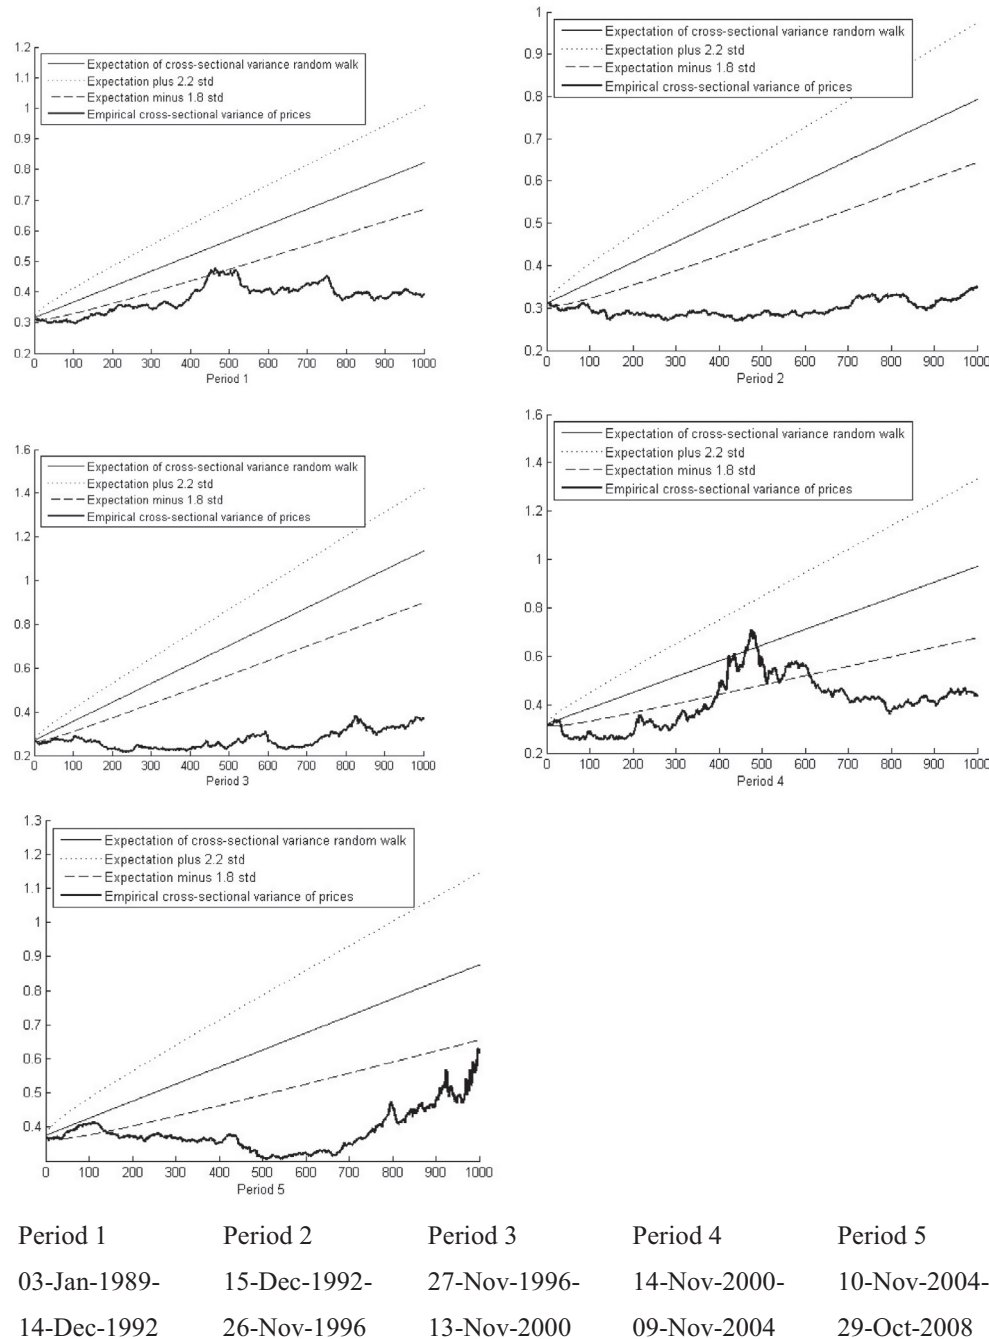 1.2
1.1
1
0.9
0.8
0.7
0.6
0.5
0.4
0.3
0.2
Expectation of cross-sectional variance random walk
Expectation plus 2.2 std
Expectation minus 1.8 std
Empirical cross-sectional variance of prices
0 100 200 300 400 500 600 700 800 900 1000
Period 1
1
0.9
0.8
0.7
0.6
0.5
0.4
0.3
0.2
Expectation of cross-sectional variance random walk
Expectation plus 2.2 std
Expectation minus 1.8 std
Empirical cross-sectional variance of prices
0 100 200 300 400 500 600 700 800 900 1000
Period 2
1.6
1.4
1.2
1
0.8
0.6
0.4
0.2
Expectation of cross-sectional variance random walk
Expectation plus 2.2 std
Expectation minus 1.8 std
Empirical cross-sectional variance of prices
0 100 200 300 400 500 600 700 800 900 1000
Period 3
1.6
1.4
1.2
1
0.8
0.6
0.4
0.2
Expectation of cross-sectional variance random walk
Expectation plus 2.2 std
Expectation minus 1.8 std
Empirical cross-sectional variance of prices
0 100 200 300 400 500 600 700 800 900 1000
Period 4
1.3
1.2
1.1
1
0.9
0.8
0.7
0.6
0.5
0.4
Expectation of cross-sectional variance random walk
Expectation plus 2.2 std
Expectation minus 1.8 std
Empirical cross-sectional variance of prices
0 100 200 300 400 500 600 700 800 900 1000
Period 5
Period 1 Period 2 Period 3 Period 4 Period 5
03-Jan-1989- 15-Dec-1992- 27-Nov-1996- 14-Nov-2000- 10-Nov-2004-
14-Dec-1992 26-Nov-1996 13-Nov-2000 09-Nov-2004 29-Oct-2008